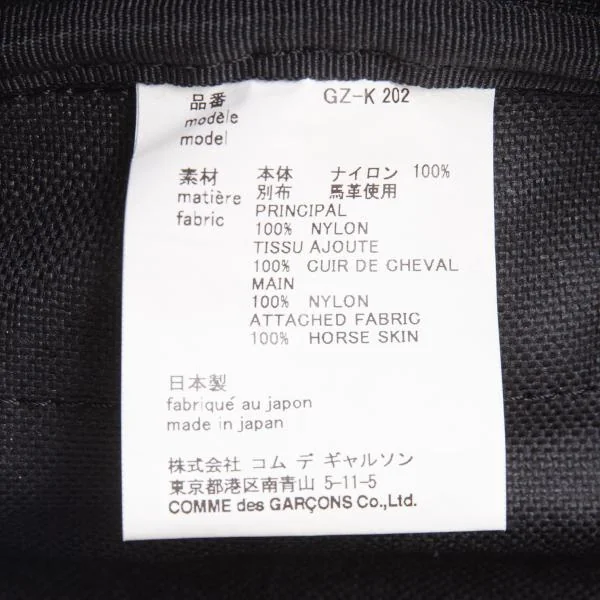 品番 GZ-K 202
modèle
model
素材 本体 ナイロン 100%
matière 別布 馬革使用
fabric PRINCIPAL
100% NYLON
TISSU AJOUTE
100% CUIR DE CHEVAL
MAIN
100% NYLON
ATTACHED FABRIC
100% HORSE SKIN
日本製
fabriqué au japon
made in japan
株式会社 コム デ ギャルソン
東京都港区南青山 5-11-5
COMME des GARÇONS Co.,Ltd.